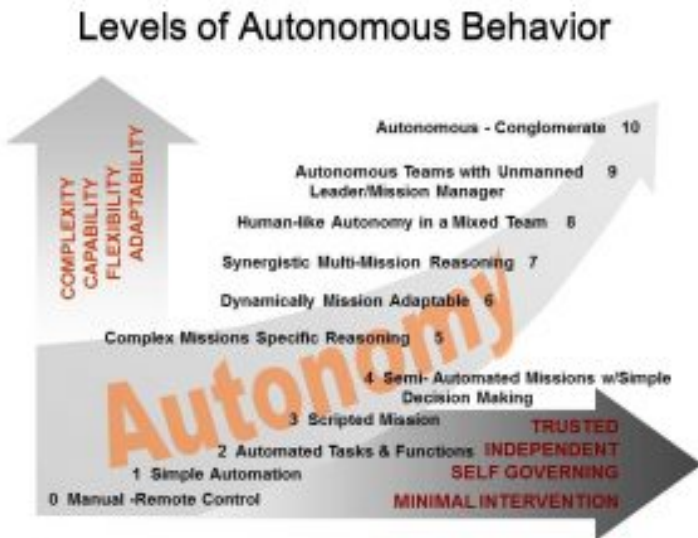 Levels of Autonomous Behavior
COMPLEXITY
CAPABILITY
FLEXIBILITY
ADAPTABILITY
Autonomous - Conglomerate 10
Autonomous Teams with Unmanned 9
Leader/Mission Manager
Human-like Autonomy in a Mixed Team 8
Synergistic Multi-Mission Reasoning 7
Dynamically Mission Adaptable 6
Complex Missions Specific Reasoning 5
Autonomy
4 Semi- Automated Missions w/Simple
Decision Making
3 Scripted Mission
2 Automated Tasks & Functions
1 Simple Automation
0 Manual -Remote Control
TRUSTED
INDEPENDENT
SELF GOVERNING
MINIMAL INTERVENTION